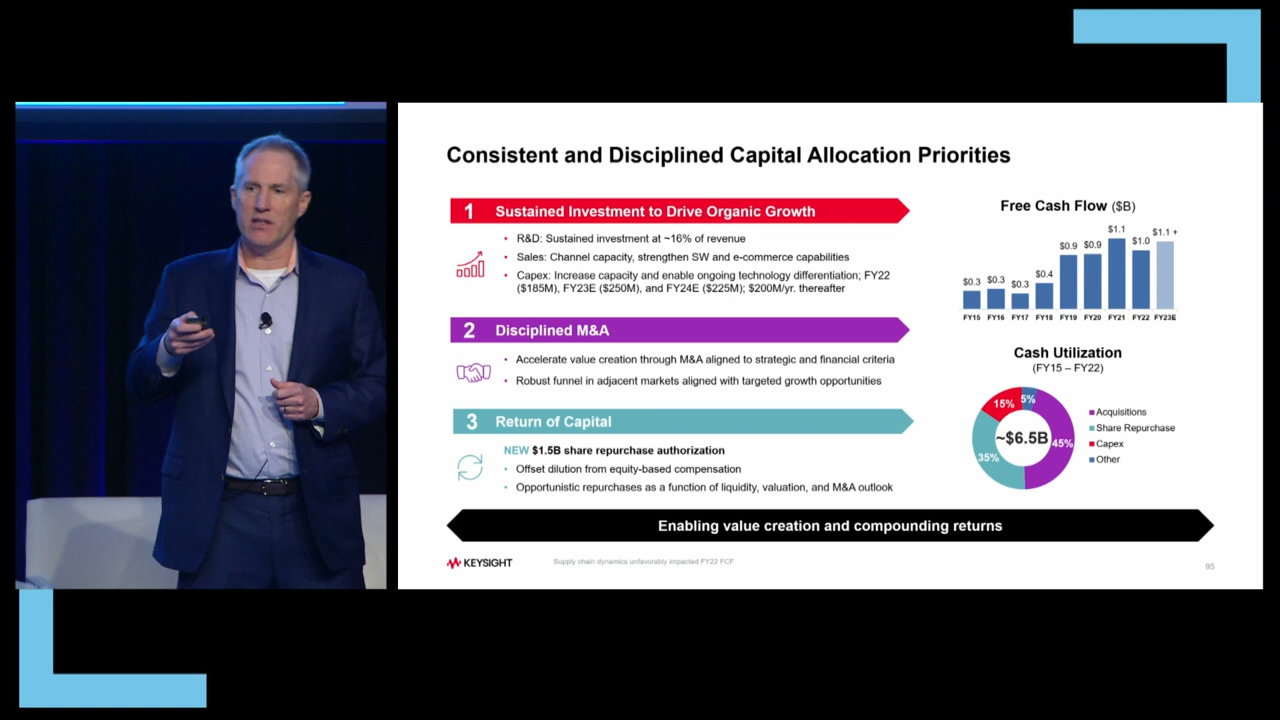 Consistent and Disciplined Capital Allocation Priorities
1 Sustained Investment to Drive Organic Growth
• R&D: Sustained investment at ~16% of revenue
• Sales: Channel capacity, strengthen SW and e-commerce capabilities
• Capex: Increase capacity and enable ongoing technology differentiation; FY22
($185M), FY23E ($250M), and FY24E ($225M); $200M/yr. thereafter
2 Disciplined M&A
• Accelerate value creation through M&A aligned to strategic and financial criteria
• Robust funnel in adjacent markets aligned with targeted growth opportunities
3 Return of Capital
NEW $1.5B share repurchase authorization
• Offset dilution from equity-based compensation
• Opportunistic repurchases as a function of liquidity, valuation, and M&A outlook
Free Cash Flow ($B)
$0.3 $0.3 $0.3 $0.4 $0.9 $0.9 $1.1 $1.0 $1.1 +
FY15 FY16 FY17 FY18 FY19 FY20 FY21 FY22 FY23E
Cash Utilization
(FY15 – FY22)
15% 5%
~$6.5B 45%
35%
Acquisitions
Share Repurchase
Capex
Other
Enabling value creation and compounding returns
KEYSIGHT
Supply chain dynamics unfavorably impacted FY22 FCF
95